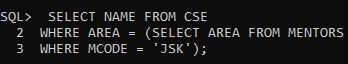 SQL>  SELECT NAME FROM CSE
  2  WHERE AREA = (SELECT AREA FROM MENTORS
  3  WHERE MCODE = 'JSK');